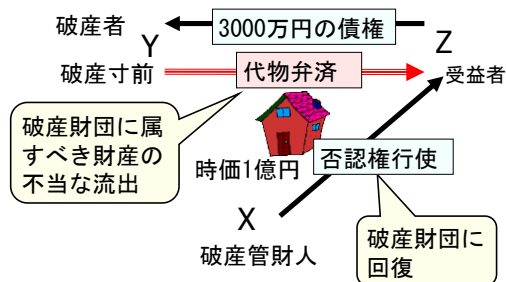 破産者
3000万円の債権
Y
Z
破産寸前
代物弁済
受益者
破産財団に属
すべき財産の
不当な流出
時価1億円
否認権行使
X
破産管財人
破産財団に
回復